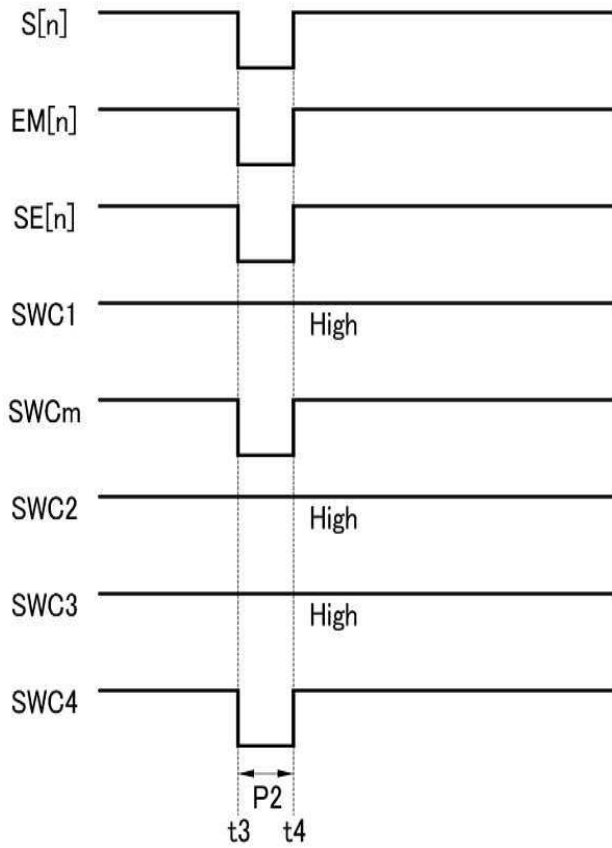 S[n]
EM[n]
SE[n]
SWC1
High
SWCm
SWC2
High
SWC3
High
SWC4
P2
t3 t4